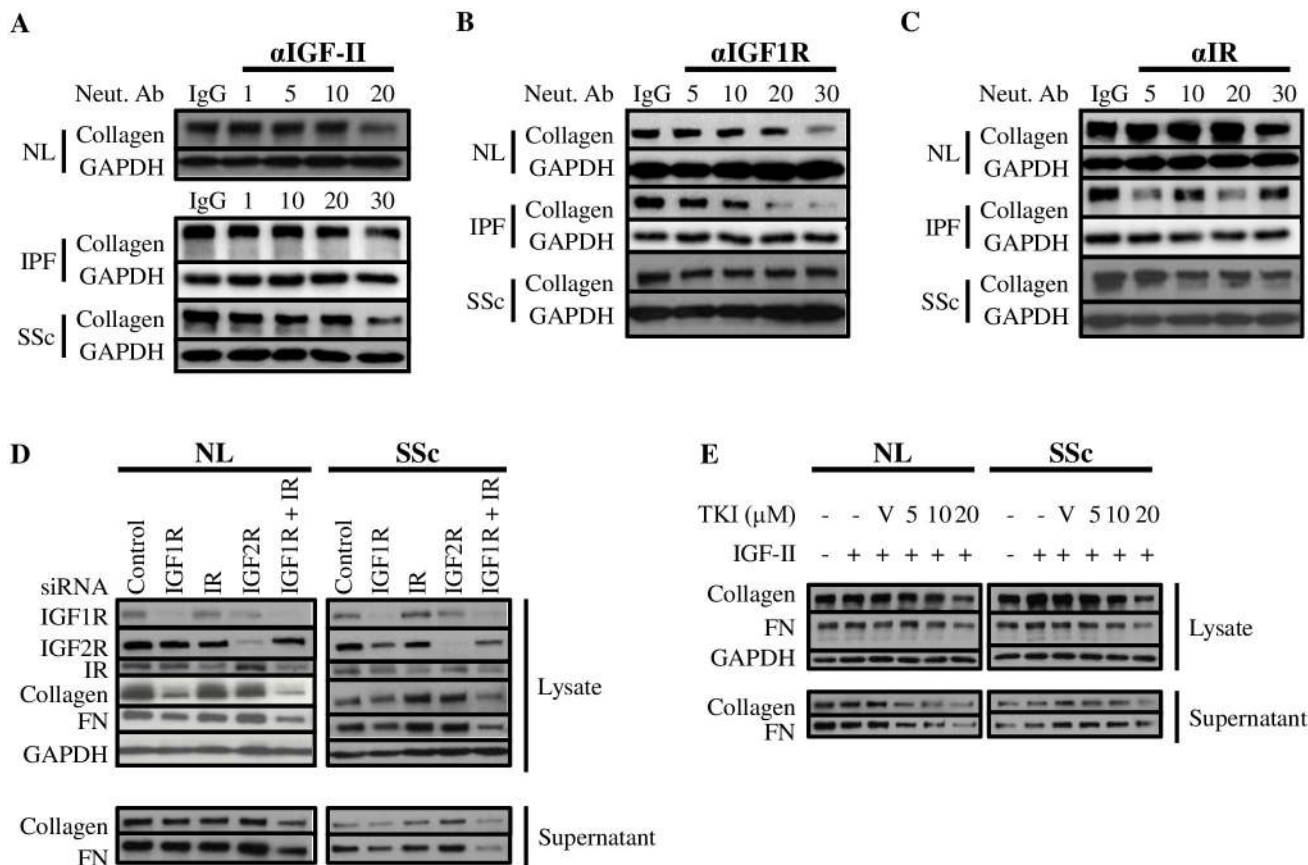 A
αIGF-II
Neut. Ab IgG 1 5 10 20
NL
Collagen
GAPDH
IgG 1 10 20 30
IPF
Collagen
GAPDH
SSc
Collagen
GAPDH
B
αIGF1R
Neut. Ab IgG 5 10 20 30
NL
Collagen
GAPDH
IPF
Collagen
GAPDH
SSc
Collagen
GAPDH
C
αIR
Neut. Ab IgG 5 10 20 30
NL
Collagen
GAPDH
IPF
Collagen
GAPDH
SSc
Collagen
GAPDH
D
NL SSc
siRNA Control IGF1R IR IGF2R IGF1R + IR Control IGF1R IR IGF2R IGF1R + IR
IGF1R
IGF2R
IR
Collagen
FN
GAPDH
Lysate
Collagen
FN
Supernatant
E
NL SSc
TKI (µM) - - V 5 10 20 - - V 5 10 20
IGF-II - + + + + + - + + + + +
Collagen
FN
GAPDH
Lysate
Collagen
FN
Supernatant